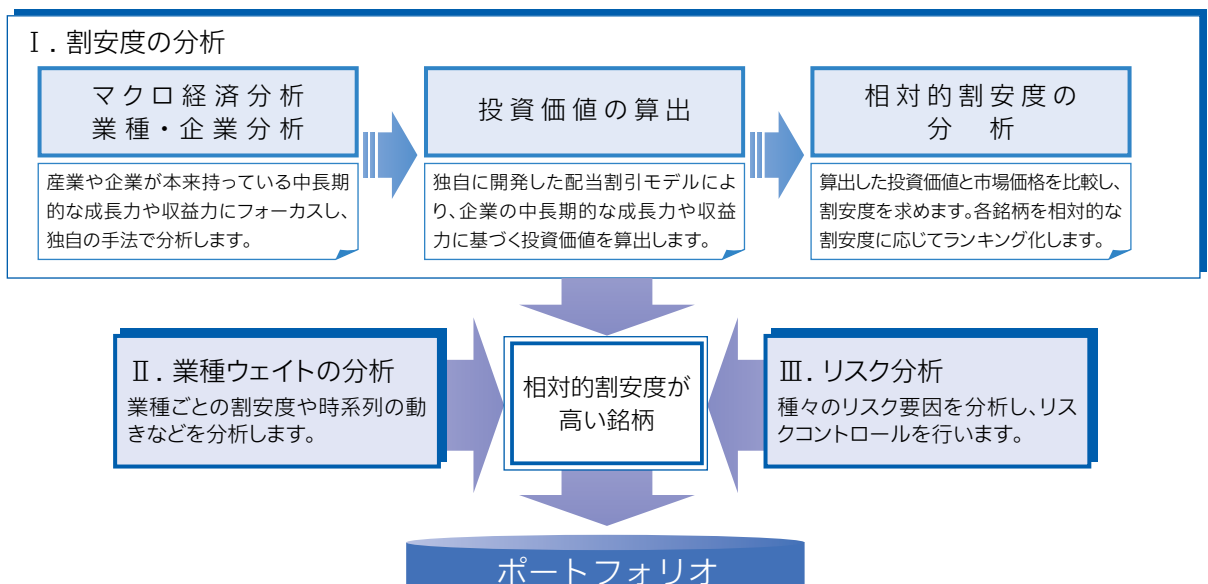 Ⅰ. 割安度の分析
マクロ経済分析
業種・企業分析
産業や企業が本来持っている中長期
的な成長力や収益力にフォーカスし、
独自の手法で分析します。
投資価値の算出
独自に開発した配当割引モデルによ
り、企業の中長期的な成長力や収益
力に基づく投資価値を算出します。
相対的割安度の
分 析
算出した投資価値と市場価格を比較し、
割安度を求めます。各銘柄を相対的な
割安度に応じてランキング化します。
Ⅱ. 業種ウェイトの分析
業種ごとの割安度や時系列の動
きなどを分析します。
相対的割安度が
高い銘柄
Ⅲ. リスク分析
種々のリスク要因を分析し、リス
クコントロールを行います。
ポートフォリオ